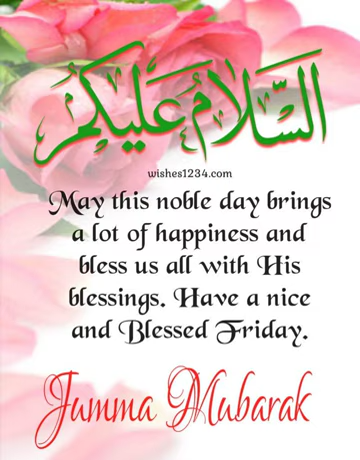 السَّلَامُ عَلَيْكُمْ
wishes1234.com
May this noble day brings
a lot of happiness and
bless us all with His
blessings. Have a nice
and Blessed Friday.
Jumma Mubarak